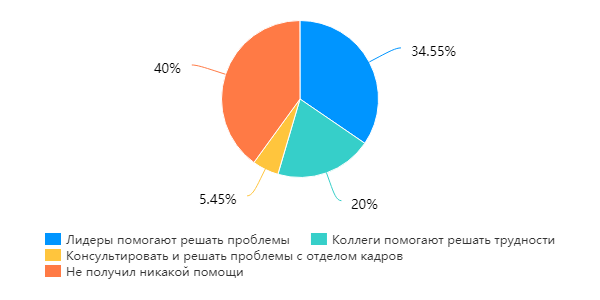 34.55%
40%
5.45%
20%
Лидеры помогают решать проблемы
Коллеги помогают решать трудности
Консультировать и решать проблемы с отделом кадров
Не получил никакой помощи